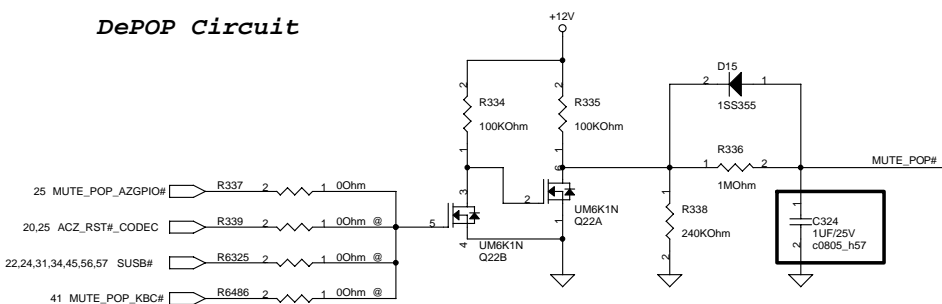 DePOP Circuit
+12V
D15
2 1
1SS355
2
R334
100KOhm
1
2
R335
100KOhm
1
R336
1 2
1MOhm
MUTE_POP#
25 MUTE_POP_AZGPIO# R337 2 1 0Ohm
20,25 ACZ_RST#_CODEC R339 2 1 0Ohm @
22,24,31,34,45,56,57 SUSB# R6325 2 1 0Ohm @
41 MUTE_POP_KBC# R6486 2 1 0Ohm @
5
3
4
UM6K1N
Q22B
2
6
1
UM6K1N
Q22A
1
R338
240KOhm
2
1
C324
1UF/25V
2
c0805_h57